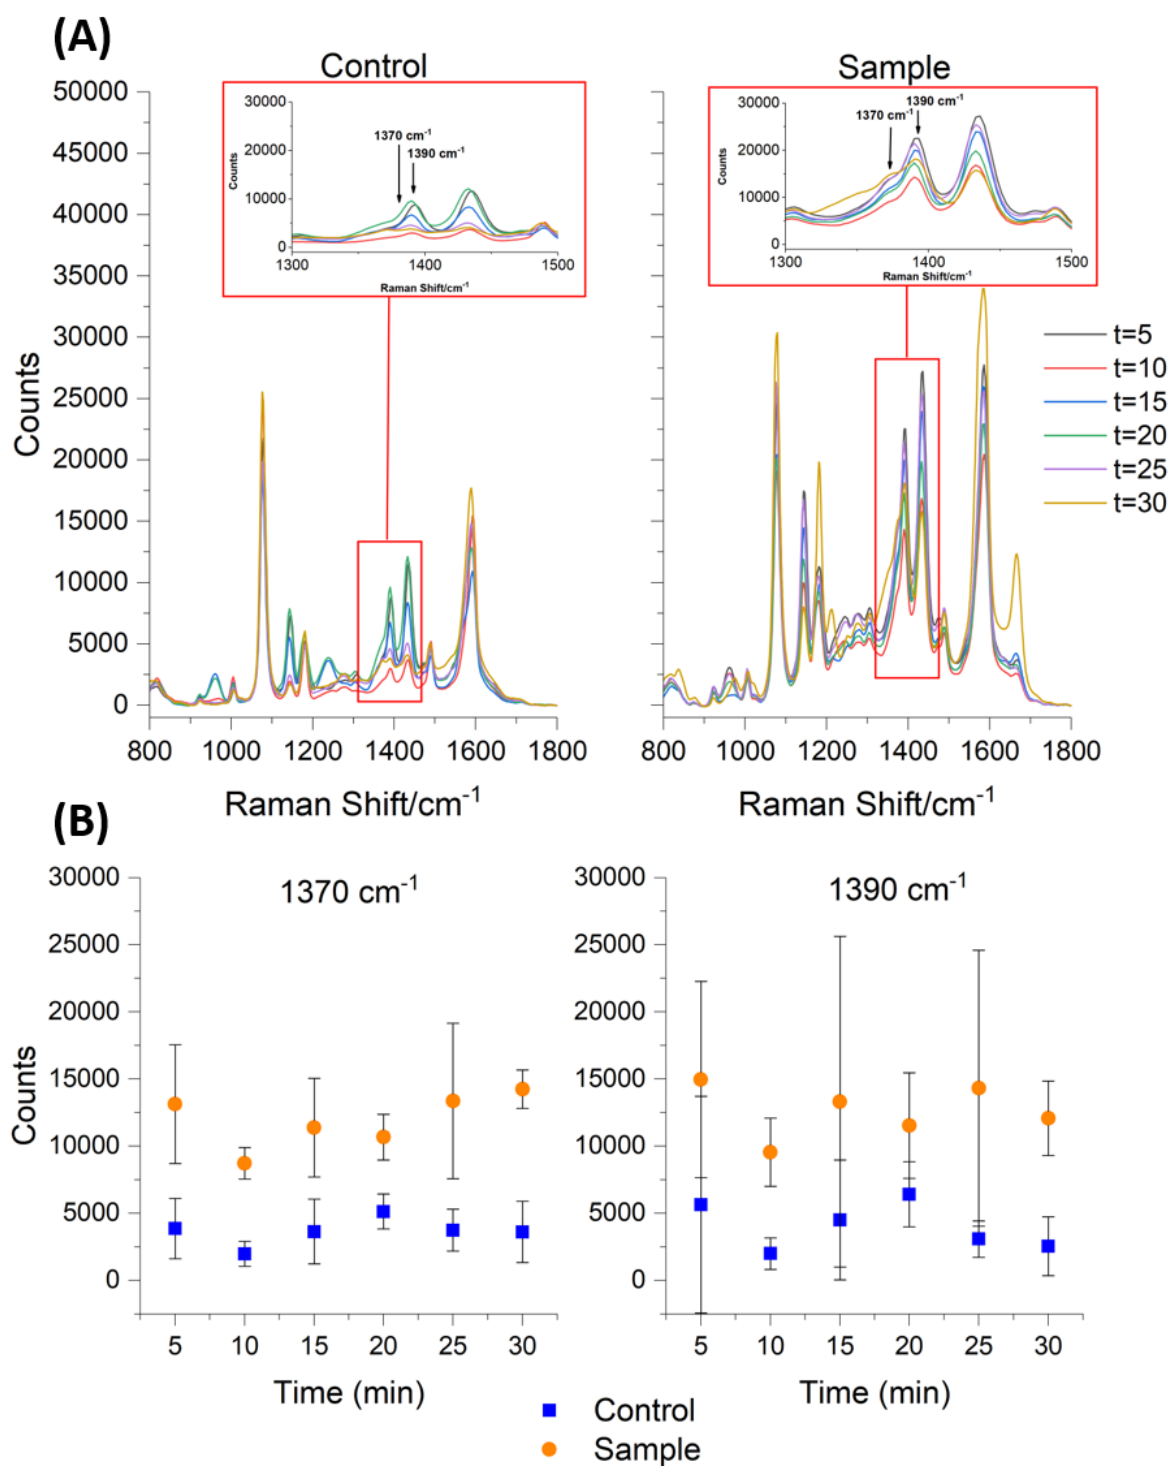 (A)
Control
Sample
30000
20000
10000
0
Counts
1370 cm⁻¹
1390 cm⁻¹
1300
1400
1500
Raman Shift/cm⁻¹
30000
20000
10000
0
Counts
1370 cm⁻¹
1390 cm⁻¹
1300
1400
1500
Raman Shift/cm⁻¹
50000
45000
40000
35000
30000
25000
20000
15000
10000
5000
0
Counts
800 1000 1200 1400 1600 1800
Raman Shift/cm⁻¹
800 1000 1200 1400 1600 1800
Raman Shift/cm⁻¹
t=5
t=10
t=15
t=20
t=25
t=30
(B)
1370 cm⁻¹
30000
25000
20000
15000
10000
5000
0
Counts
5 10 15 20 25 30
Time (min)
1390 cm⁻¹
30000
25000
20000
15000
10000
5000
0
5 10 15 20 25 30
Time (min)
Control
Sample